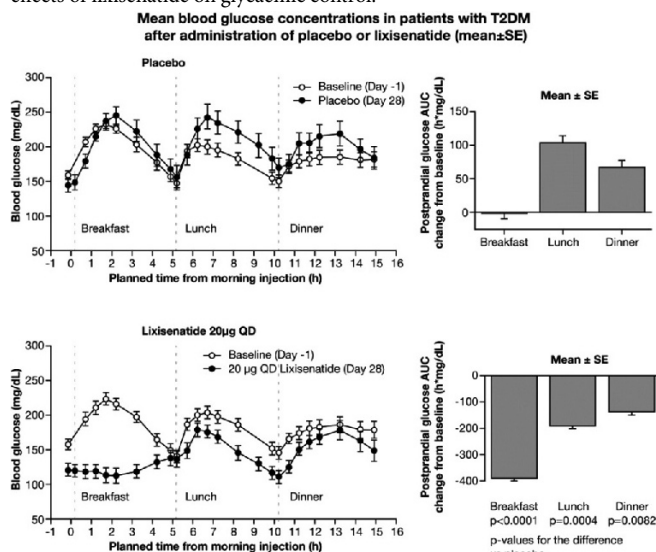 effects of lixisenatide on glycaemic control.
Mean blood glucose concentrations in patients with T2DM
after administration of placebo or lixisenatide (mean±SE)
Placebo
Baseline (Day -1)
Placebo (Day 28)
Blood glucose (mg/dL)
300
250
200
150
100
50
Breakfast
Lunch
Dinner
-1 0 1 2 3 4 5 6 7 8 9 10 11 12 13 14 15 16
Planned time from morning injection (h)
Mean ± SE
Postprandial glucose AUC
change from baseline (h*mg/dL)
150
100
50
0
Breakfast Lunch Dinner
Lixisenatide 20µg QD
Baseline (Day -1)
20 µg QD Lixisenatide (Day 28)
Blood glucose (mg/dL)
300
250
200
150
100
50
Breakfast
Lunch
Dinner
-1 0 1 2 3 4 5 6 7 8 9 10 11 12 13 14 15 16
Planned time from morning injection (h)
Mean ± SE
Postprandial glucose AUC
change from baseline (h*mg/dL)
0
-100
-200
-300
-400
Breakfast Lunch Dinner
p<0.0001 p=0.0004 p=0.0082
p-values for the difference